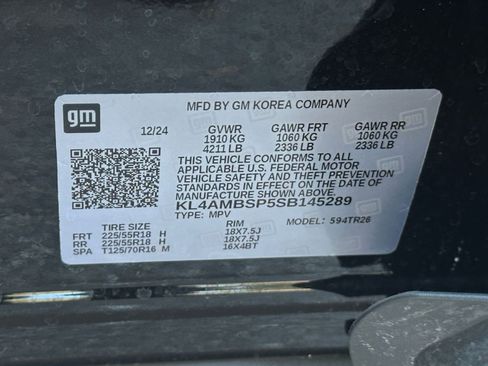 gm
MFD BY GM KOREA COMPANY
12/24 GVWR GAWR FRT GAWR RR
1910 KG 1060 KG 1060 KG
4211 LB 2336 LB 2336 LB
THIS VEHICLE CONFORMS TO ALL
APPLICABLE U.S. FEDERAL MOTOR
VEHICLE SAFETY AND THEFT PREVENTION
STANDARDS IN EFFECT ON THE DATE OF
MANUFACTURE SHOWN ABOVE.
KL4AMBSP5SB145289
TYPE: MPV MODEL: 594TR26
TIRE SIZE RIM
FRT 225/55R18 H 18X7.5J
RR 225/55R18 H 18X7.5J
SPA T125/70R16 M 16X4BT